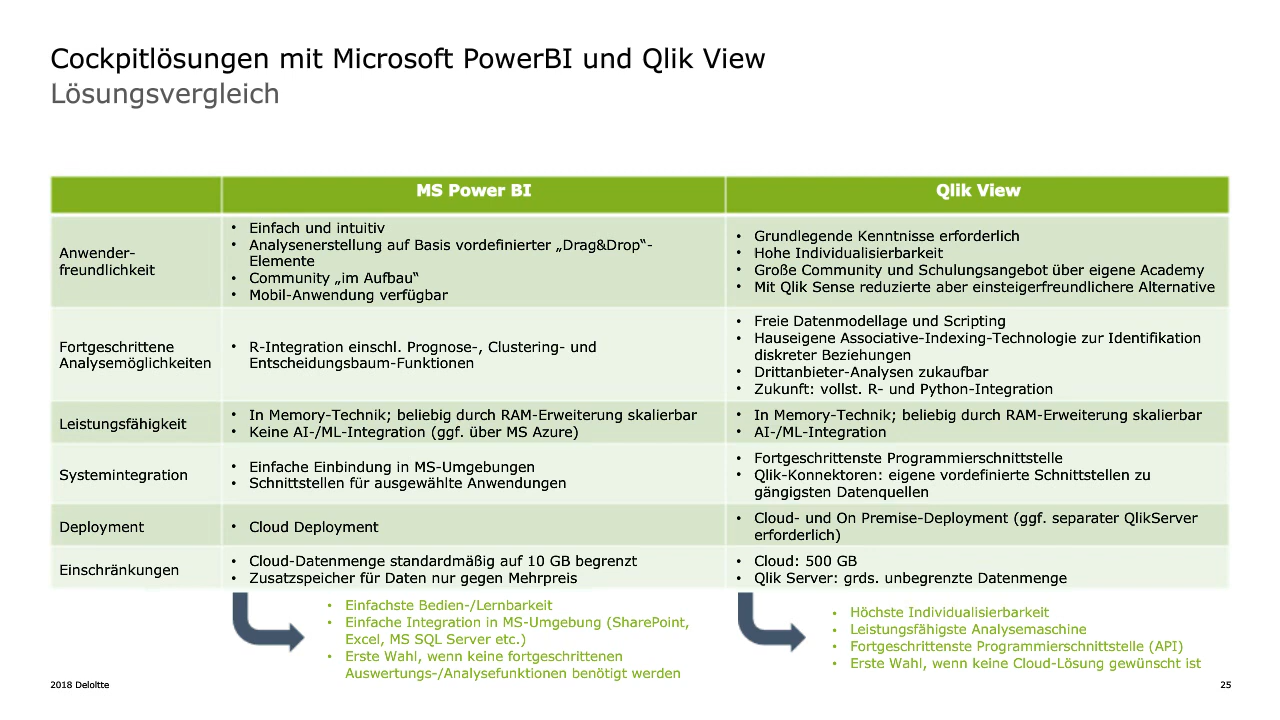 Cockpitlösungen mit Microsoft PowerBI und Qlik View
Lösungsvergleich
MS Power BI
Qlik View
Anwender-
freundlichkeit
• Einfach und intuitiv
• Analysenerstellung auf Basis vordefinierter „Drag&Drop“-
Elemente
• Community „im Aufbau“
• Mobil-Anwendung verfügbar
• Grundlegende Kenntnisse erforderlich
• Hohe Individualisierbarkeit
• Große Community und Schulungsangebot über eigene Academy
• Mit Qlik Sense reduzierte aber einsteigerfreundlichere Alternative
Fortgeschrittene
Analysemöglichkeiten
• R-Integration einschl. Prognose-, Clustering- und
Entscheidungsbaum-Funktionen
• Freie Datenmodellage und Scripting
• Hauseigene Associative-Indexing-Technologie zur Identifikation
diskreter Beziehungen
• Drittanbieter-Analysen zukaufbar
• Zukunft: vollst. R- und Python-Integration
Leistungsfähigkeit
• In Memory-Technik; beliebig durch RAM-Erweiterung skalierbar
• Keine AI-/ML-Integration (ggf. über MS Azure)
• In Memory-Technik; beliebig durch RAM-Erweiterung skalierbar
• AI-/ML-Integration
Systemintegration
• Einfache Einbindung in MS-Umgebungen
• Schnittstellen für ausgewählte Anwendungen
• Fortgeschrittenste Programmierschnittstelle
• Qlik-Konnektoren: eigene vordefinierte Schnittstellen zu
gängigsten Datenquellen
Deployment
• Cloud Deployment
• Cloud- und On Premise-Deployment (ggf. separater QlikServer
erforderlich)
Einschränkungen
• Cloud-Datenmenge standardmäßig auf 10 GB begrenzt
• Zusatzspeicher für Daten nur gegen Mehrpreis
• Cloud: 500 GB
• Qlik Server: grds. unbegrenzte Datenmenge
• Einfachste Bedien-/Lernbarkeit
• Einfache Integration in MS-Umgebung (SharePoint,
Excel, MS SQL Server etc.)
• Erste Wahl, wenn keine fortgeschrittenen
Auswertungs-/Analysefunktionen benötigt werden
• Höchste Individualisierbarkeit
• Leistungsfähigste Analysemaschine
• Fortgeschrittenste Programmierschnittstelle (API)
• Erste Wahl, wenn keine Cloud-Lösung gewünscht ist
2018 Deloitte
25